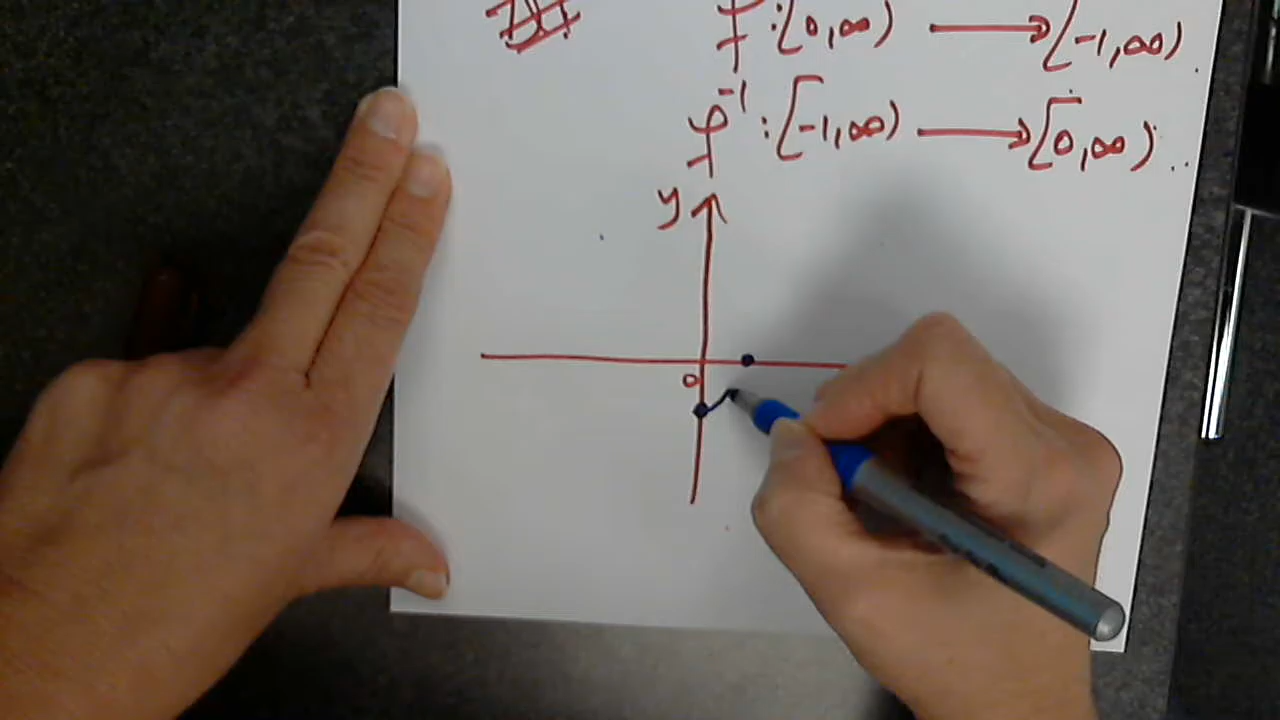 f : [0,∞) ⟶ [-1,∞).
f⁻¹ : [-1,∞) ⟶ [0,∞)..
y
0